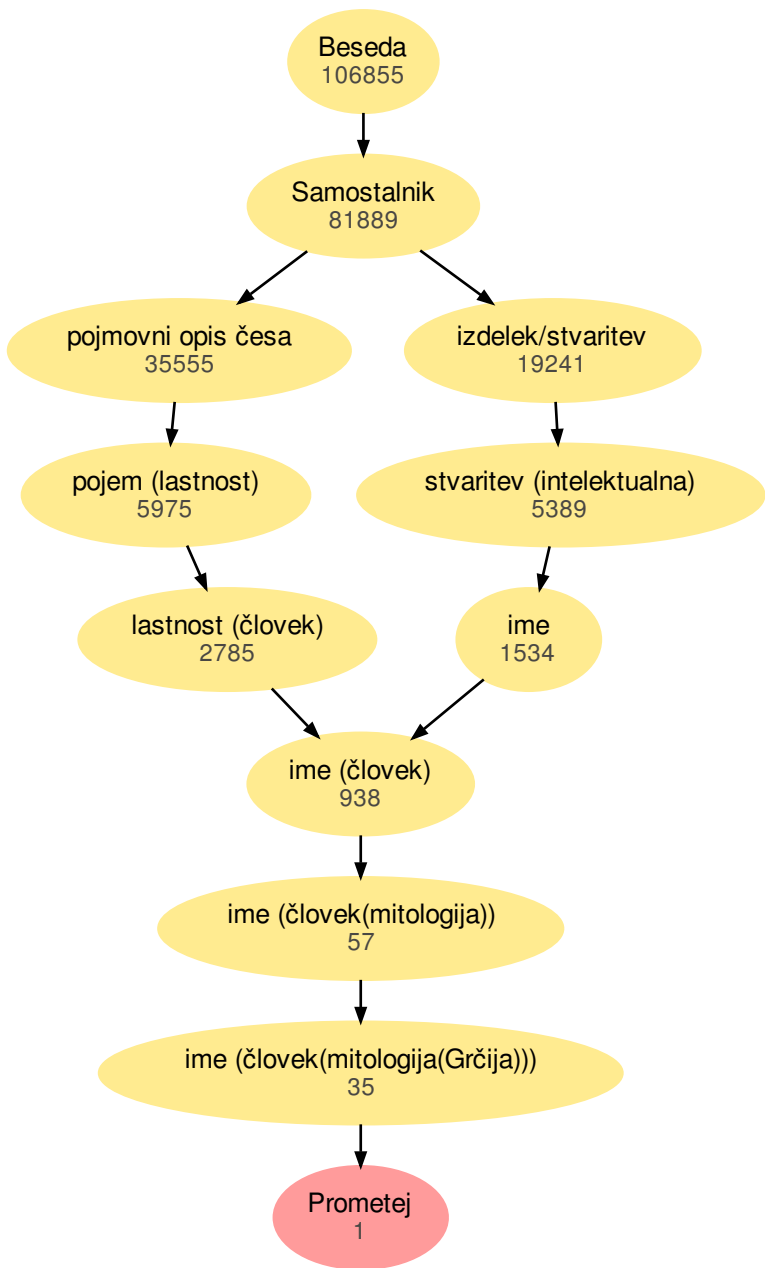 Beseda
106855
Samostalnik
81889
pojmovni opis česa
35555
izdelek/stvaritev
19241
pojem (lastnost)
5975
stvaritev (intelektualna)
5389
lastnost (človek)
2785
ime
1534
ime (človek)
938
ime (človek(mitologija))
57
ime (človek(mitologija(Grčija)))
35
Prometej
1